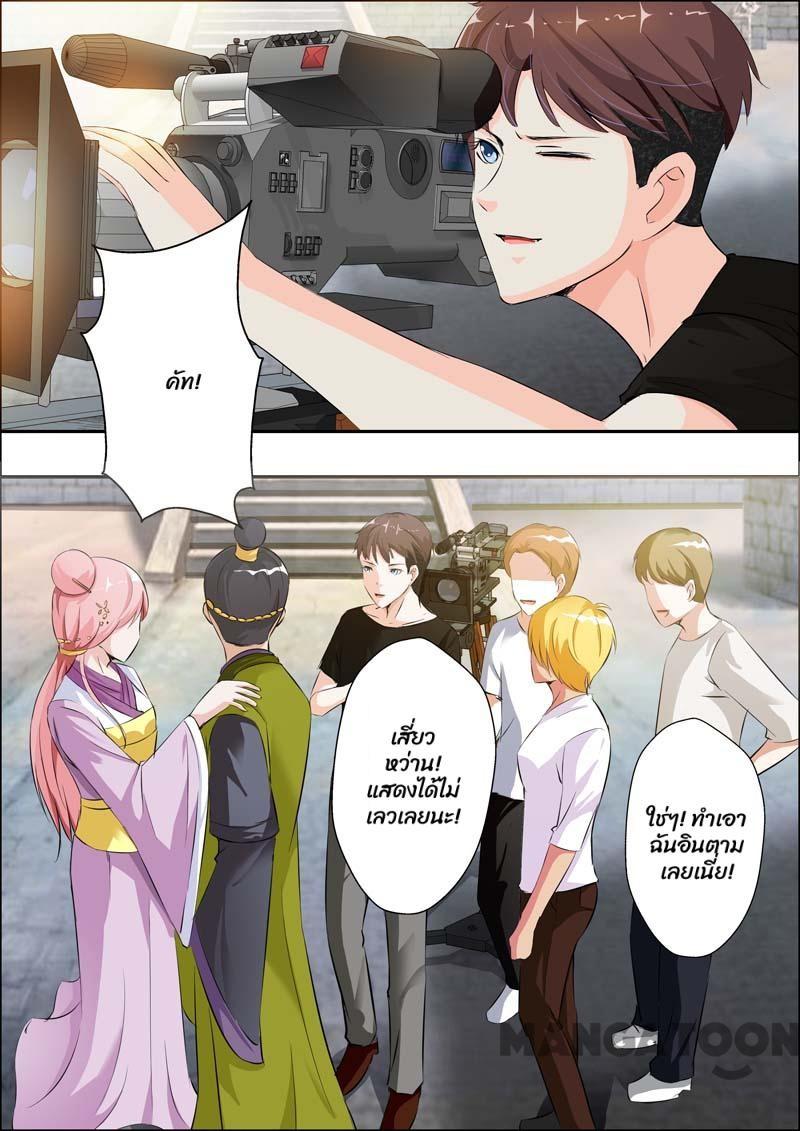 คัท!
เสี่ยว
หว่าน!
แสดงได้ไม่
เลวเลยนะ!
ใช่ๆ! ทำเอา
ฉันอินตาม
เลยเนี่ย!
MANGATOON